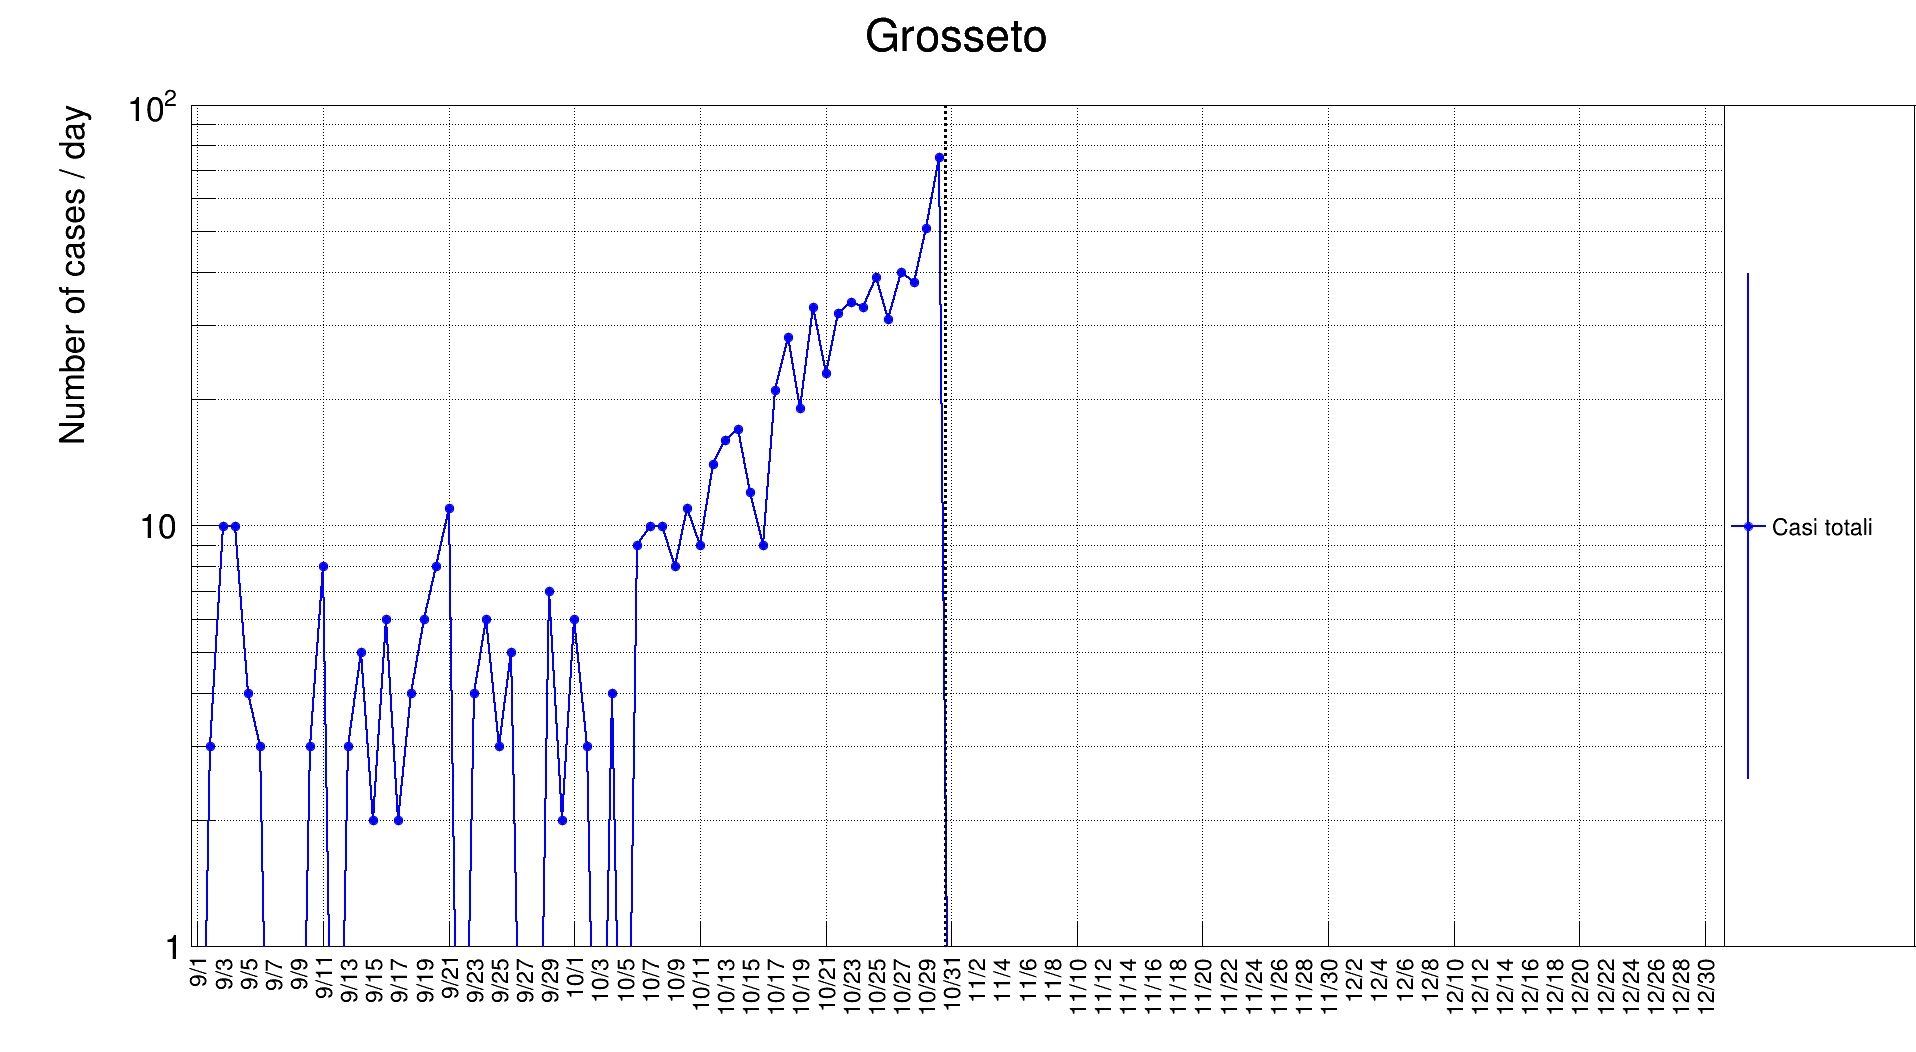 Grosseto
Number of cases / day
10²
10
1
9/1 9/3 9/5 9/7 9/9 9/11 9/13 9/15 9/17 9/19 9/21 9/23 9/25 9/27 9/29 10/1 10/3 10/5 10/7 10/9 10/11 10/13 10/15 10/17 10/19 10/21 10/23 10/25 10/27 10/29 10/31 11/2 11/4 11/6 11/8 11/10 11/12 11/14 11/16 11/18 11/20 11/22 11/24 11/26 11/28 11/30 12/2 12/4 12/6 12/8 12/10 12/12 12/14 12/16 12/18 12/20 12/22 12/24 12/26 12/28 12/30
Casi totali